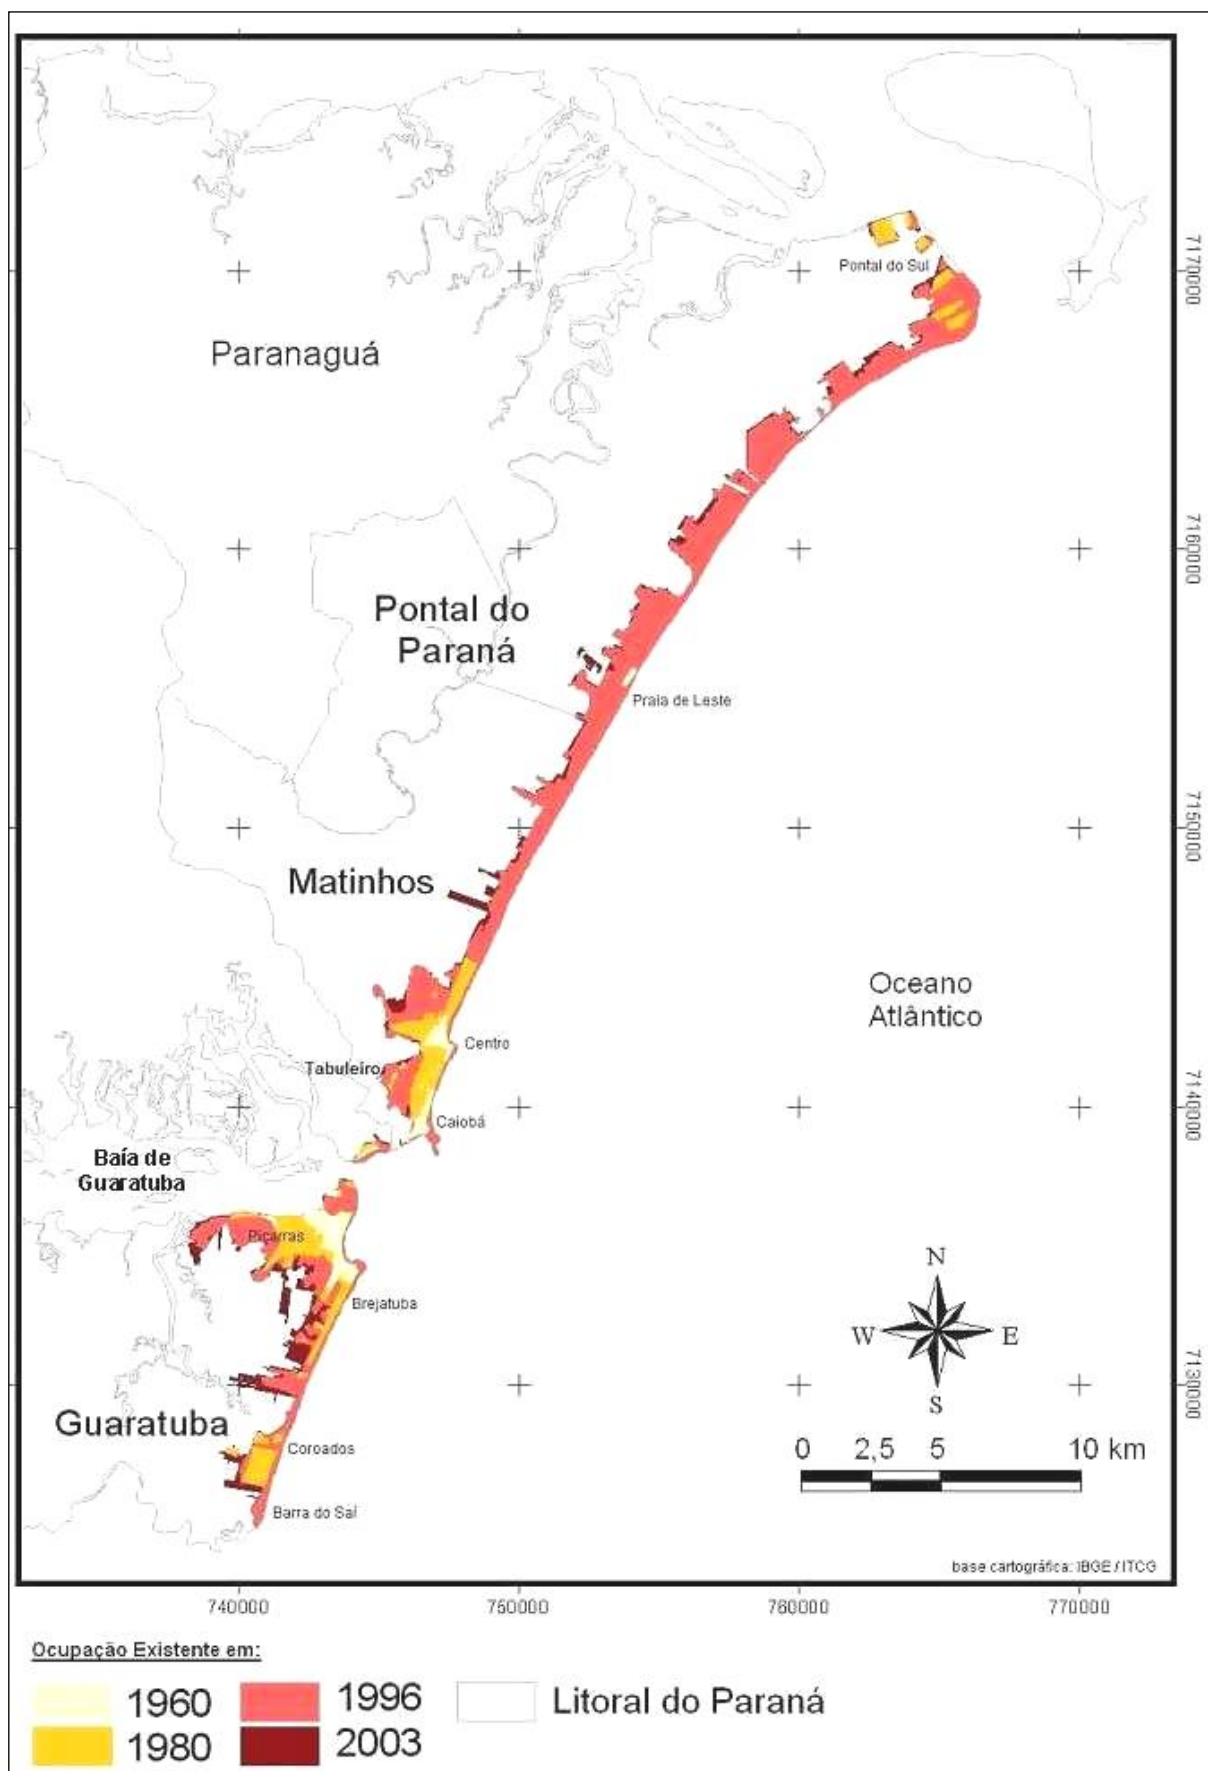 Pontal do Sul
7170000
Paranaguá
7160000
Pontal do
Paraná
Praia de Leste
7150000
Matinhos
Oceano
Atlântico
Centro
Tabuleiro
7140000
Caiobá
Baía de
Guaratuba
Piçarras
N
Brejatuba
W E
7130000
S
Guaratuba
0 2,5 5 10 km
Coroados
Barra do Saí
base cartográfica: IBGE / ITCG
740000 750000 760000 770000
Ocupação Existente em:
1960 1996 Litoral do Paraná
1980 2003